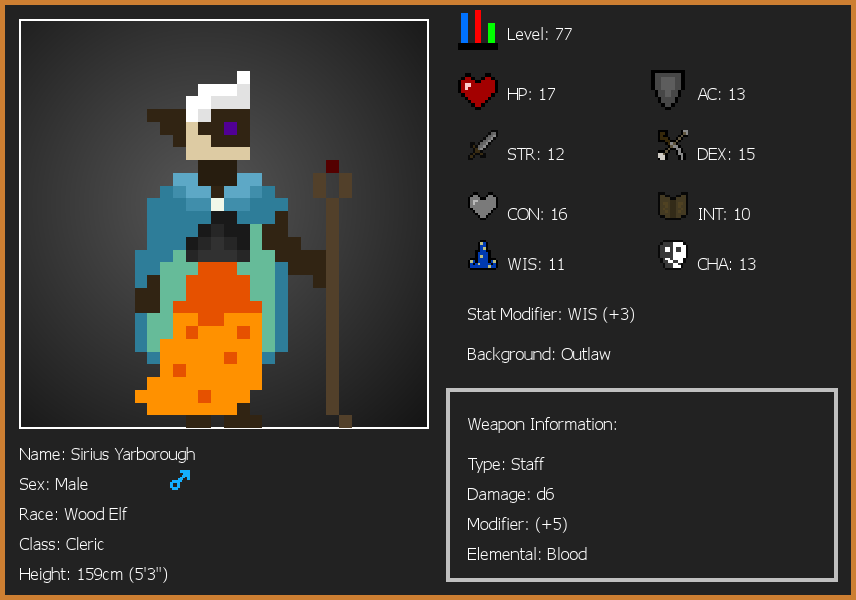 Level: 77
HP: 17
AC: 13
STR: 12
DEX: 15
CON: 16
INT: 10
WIS: 11
CHA: 13
Stat Modifier: WIS (+3)
Background: Outlaw
Weapon Information:
Type: Staff
Damage: d6
Modifier: (+5)
Elemental: Blood
Name: Sirius Yarborough
Sex: Male
Race: Wood Elf
Class: Cleric
Height: 159cm (5'3")